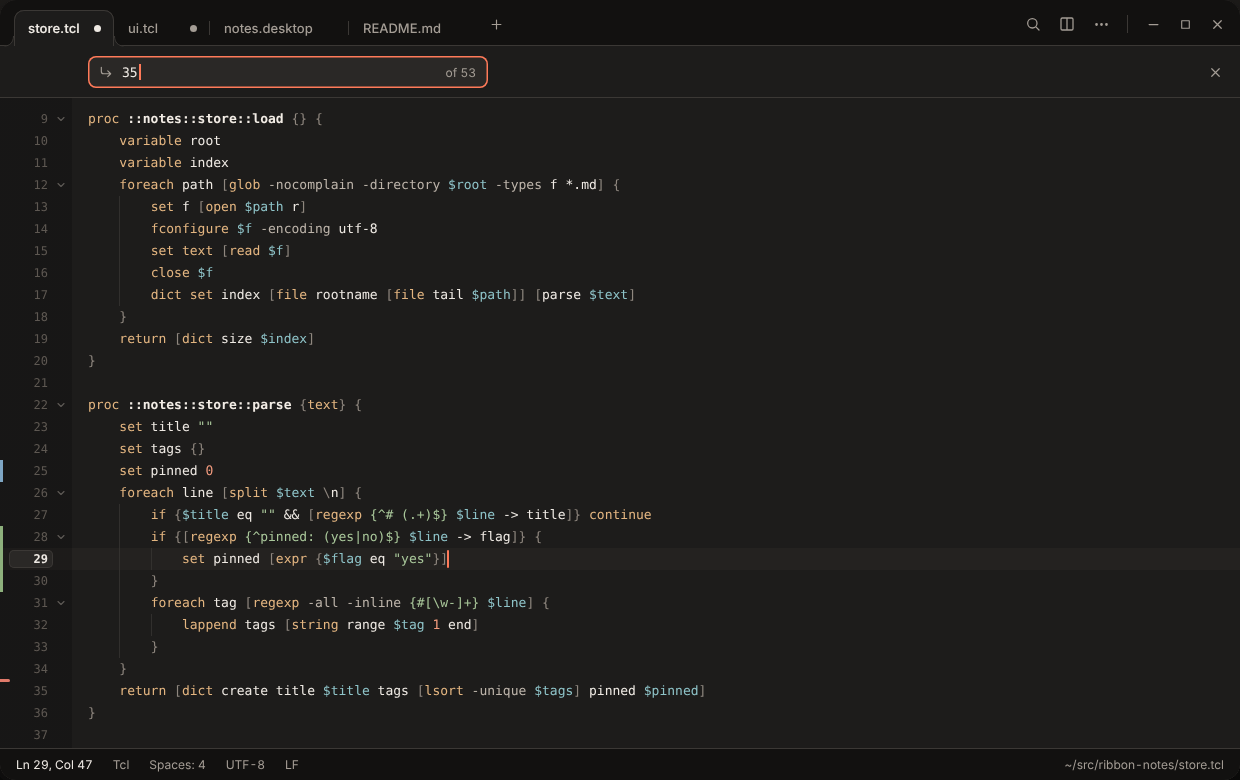 store.tcl ui.tcl notes.desktop README.md
35 of 53
9 proc ::notes::store::load {} {
10 variable root
11 variable index
12 foreach path [glob -nocomplain -directory $root -types f *.md] {
13 set f [open $path r]
14 fconfigure $f -encoding utf-8
15 set text [read $f]
16 close $f
17 dict set index [file rootname [file tail $path]] [parse $text]
18 }
19 return [dict size $index]
20 }
21
22 proc ::notes::store::parse {text} {
23 set title ""
24 set tags {}
25 set pinned 0
26 foreach line [split $text \n] {
27 if {$title eq "" && [regexp {^# (.+)$} $line -> title]} continue
28 if {[regexp {^pinned: (yes|no)$} $line -> flag]} {
29 set pinned [expr {$flag eq "yes"}]
30 }
31 foreach tag [regexp -all -inline {#[\w-]+} $line] {
32 lappend tags [string range $tag 1 end]
33 }
34 }
35 return [dict create title $title tags [lsort -unique $tags] pinned $pinned]
36 }
37
Ln 29, Col 47 Tcl Spaces: 4 UTF-8 LF ~/src/ribbon-notes/store.tcl